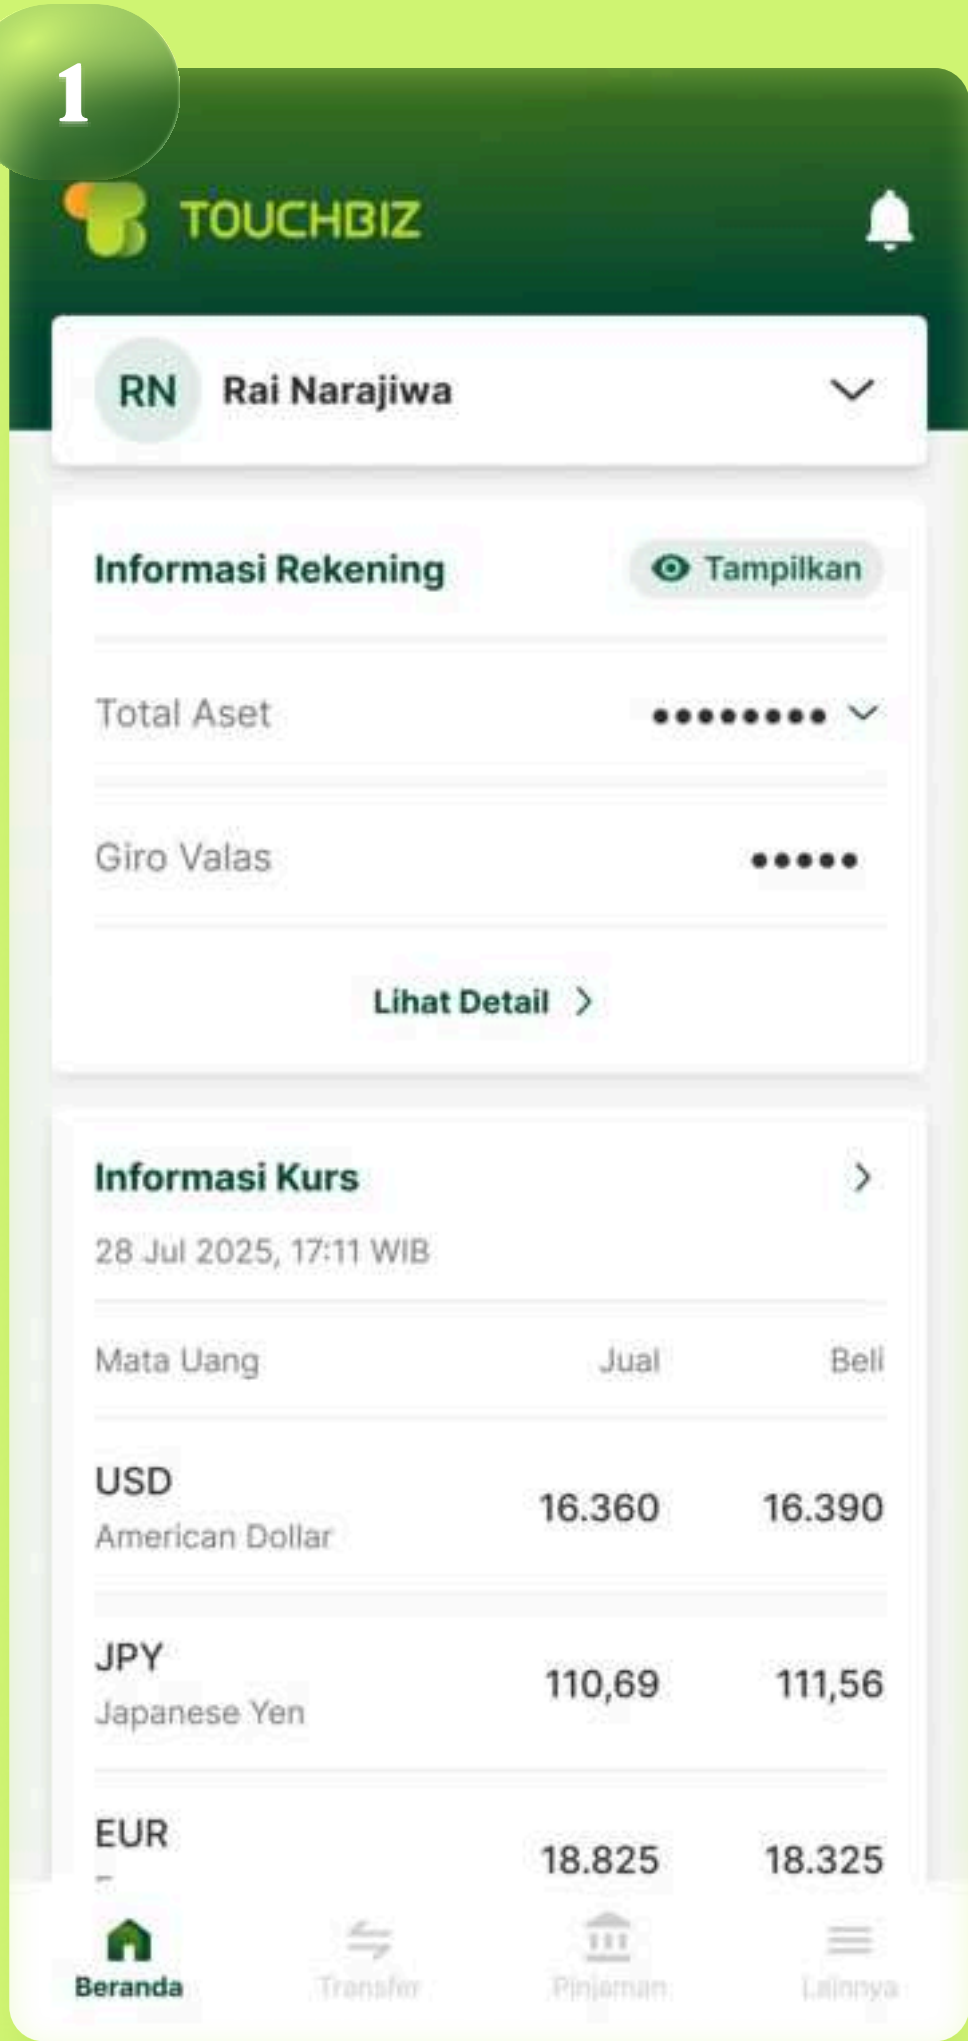 1
TOUCHBIZ
RN Rai Narajiwa
Informasi Rekening Tampilkan
Total Aset ••••••••
Giro Valas •••••
Lihat Detail
Informasi Kurs
28 Jul 2025, 17:11 WIB
Mata Uang Jual Beli
USD
American Dollar 16.360 16.390
JPY
Japanese Yen 110,69 111,56
EUR
18.825 18.325
Beranda Transfer Pinjaman Lainnya